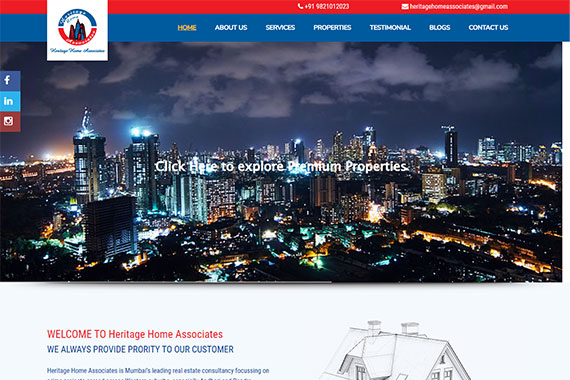 +91 9821012023 heritagehomeassociates@gmail.com
Heritage Home Associates
HOME ABOUT US SERVICES PROPERTIES TESTIMONIAL BLOGS CONTACT US
Click Here to explore Premium Properties
WELCOME TO Heritage Home Associates
WE ALWAYS PROVIDE PRORITY TO OUR CUSTOMER
Heritage Home Associates is Mumbai's leading real estate consultancy focussing on